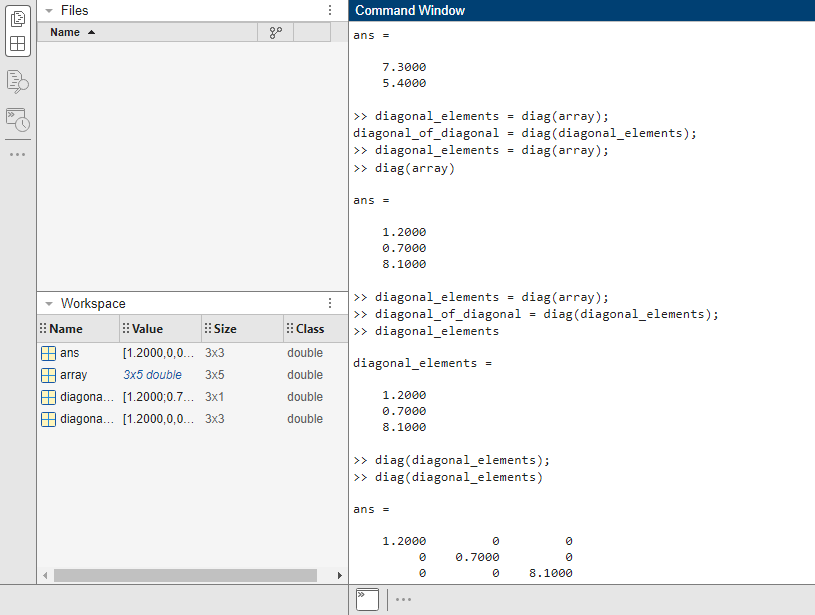 Files
Name
Workspace
Name Value Size Class
ans [1.2000,0,0... 3x3 double
array 3x5 double 3x5 double
diagona... [1.2000;0.7... 3x1 double
diagona... [1.2000,0,0... 3x3 double
Command Window
ans =
7.3000
5.4000
>> diagonal_elements = diag(array);
diagonal_of_diagonal = diag(diagonal_elements);
>> diagonal_elements = diag(array);
>> diag(array)
ans =
1.2000
0.7000
8.1000
>> diagonal_elements = diag(array);
>> diagonal_of_diagonal = diag(diagonal_elements);
>> diagonal_elements
diagonal_elements =
1.2000
0.7000
8.1000
>> diag(diagonal_elements);
>> diag(diagonal_elements)
ans =
1.2000 0 0
0 0.7000 0
0 0 8.1000